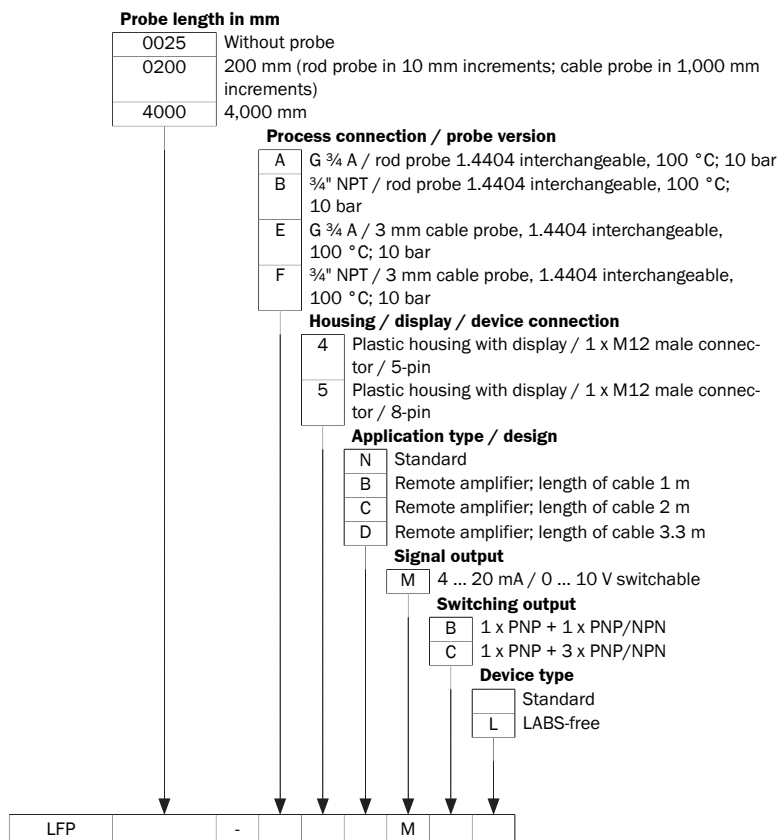 Probe length in mm
0025 Without probe
0200 200 mm (rod probe in 10 mm increments; cable probe in 1,000 mm
increments)
4000 4,000 mm
Process connection / probe version
A G ¾ A / rod probe 1.4404 interchangeable, 100 °C; 10 bar
B ¾" NPT / rod probe 1.4404 interchangeable, 100 °C;
10 bar
E G ¾ A / 3 mm cable probe, 1.4404 interchangeable,
100 °C; 10 bar
F ¾" NPT / 3 mm cable probe, 1.4404 interchangeable,
100 °C; 10 bar
Housing / display / device connection
4 Plastic housing with display / 1 x M12 male connec-
tor / 5-pin
5 Plastic housing with display / 1 x M12 male connec-
tor / 8-pin
Application type / design
N Standard
B Remote amplifier; length of cable 1 m
C Remote amplifier; length of cable 2 m
D Remote amplifier; length of cable 3.3 m
Signal output
M 4 ... 20 mA / 0 ... 10 V switchable
Switching output
B 1 x PNP + 1 x PNP/NPN
C 1 x PNP + 3 x PNP/NPN
Device type
Standard
L LABS-free
LFP - M